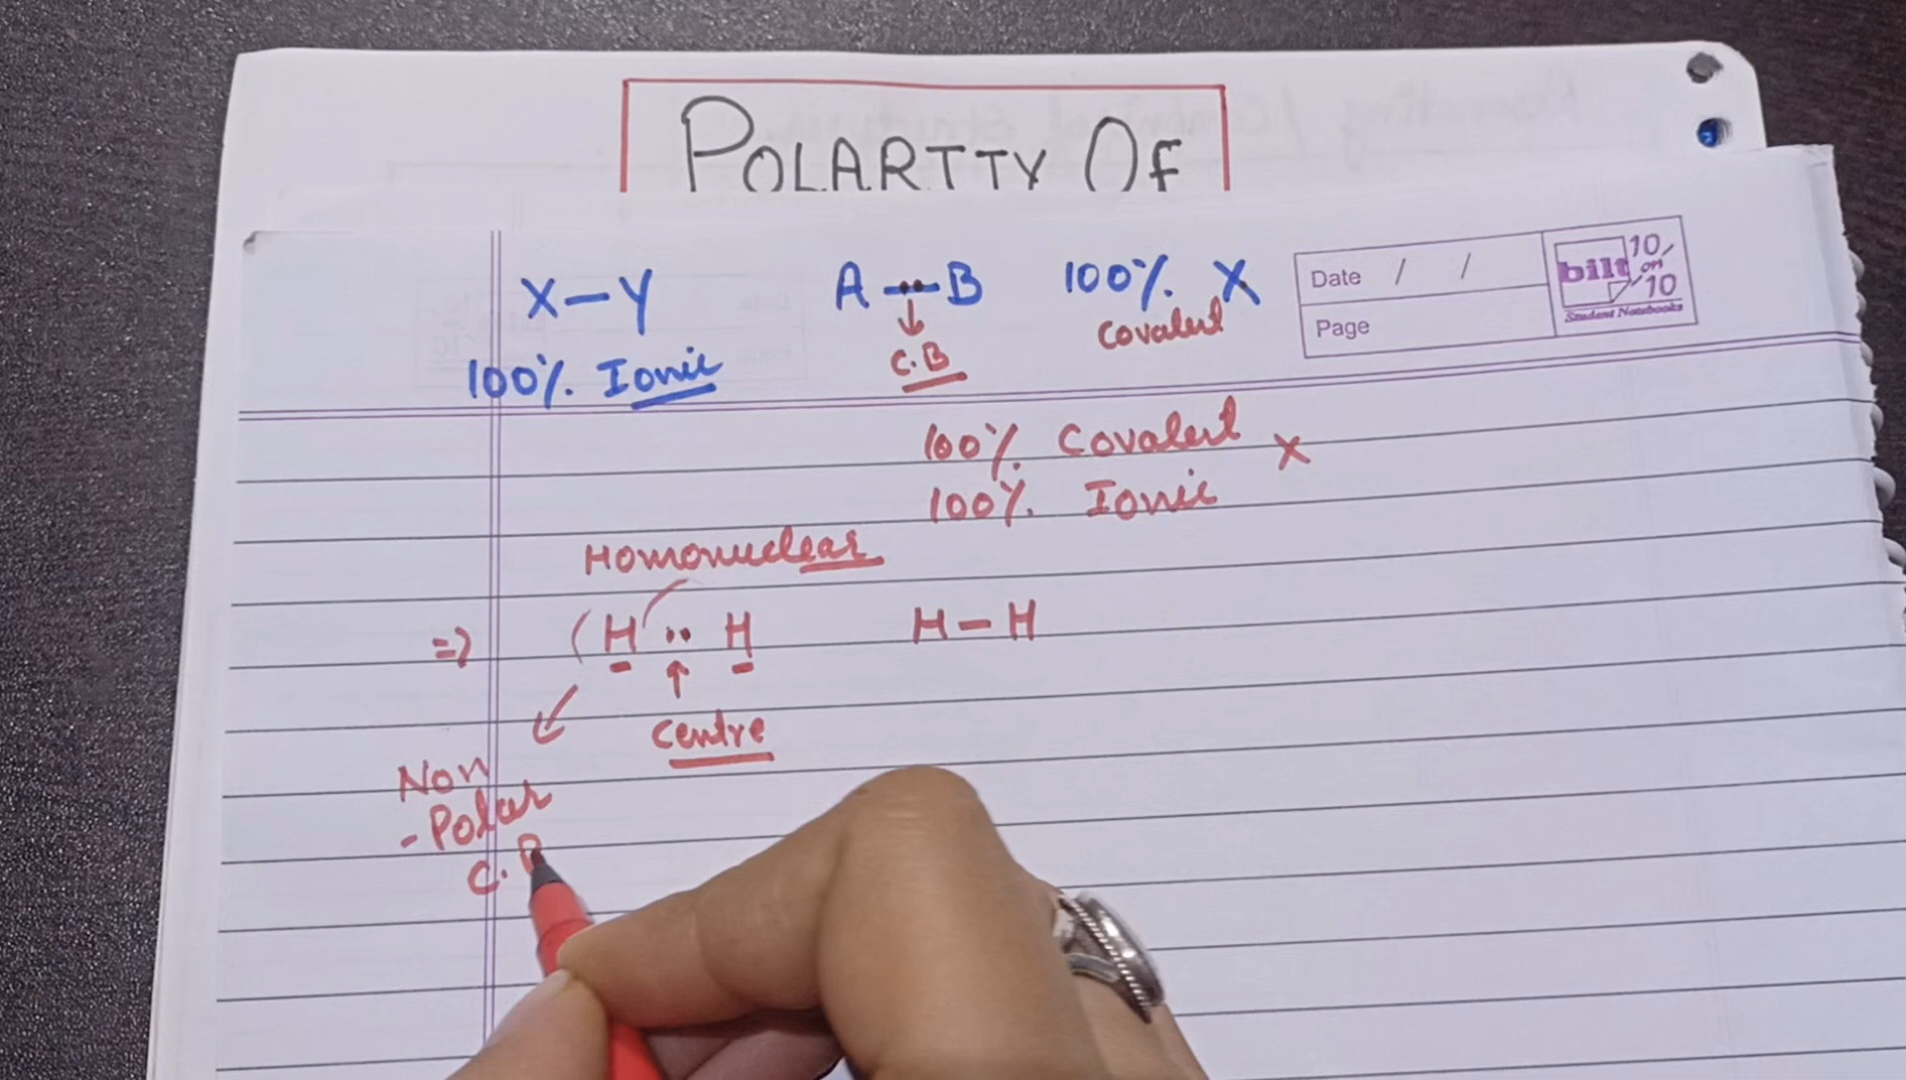 POLARITY OF
X-Y A-B 100% X
↓ Covalent
100% Ionic C.B
Date / /
Page
bilt 10 on 10
Student Notebooks
100% Covalent X
100% Ionic
Homonuclear
=> (H •• H H-H
↑
Centre
Non
-Polar
C.B